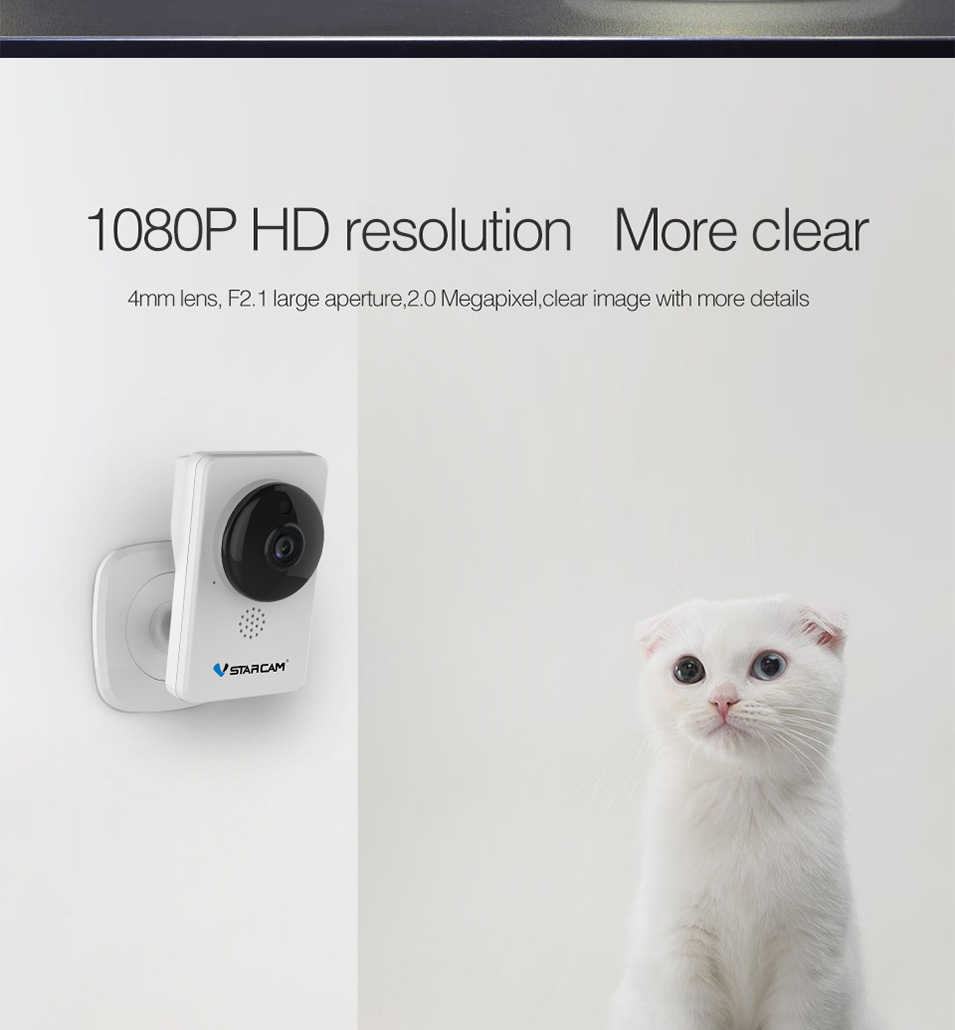 1080P HD resolution More clear
4mm lens, F2.1 large aperture,2.0 Megapixel,clear image with more details
VSTARCAM®